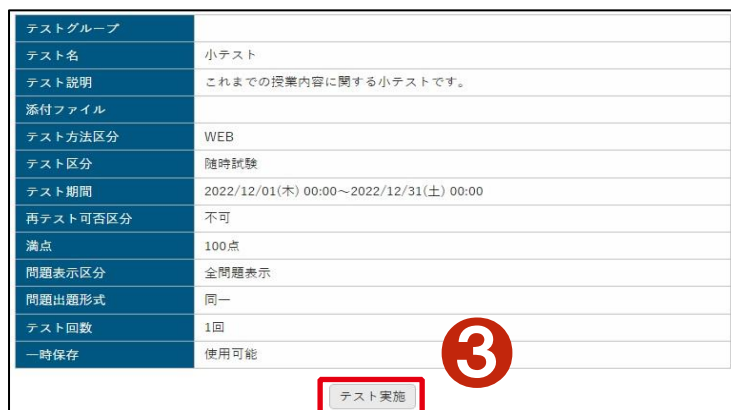 テストグループ
テスト名 小テスト
テスト説明 これまでの授業内容に関する小テストです。
添付ファイル
テスト方法区分 WEB
テスト区分 随時試験
テスト期間 2022/12/01(木) 00:00～2022/12/31(土) 00:00
再テスト可否区分 不可
満点 100点
問題表示区分 全問題表示
問題出題形式 同一
テスト回数 1回
一時保存 使用可能
3
テスト実施